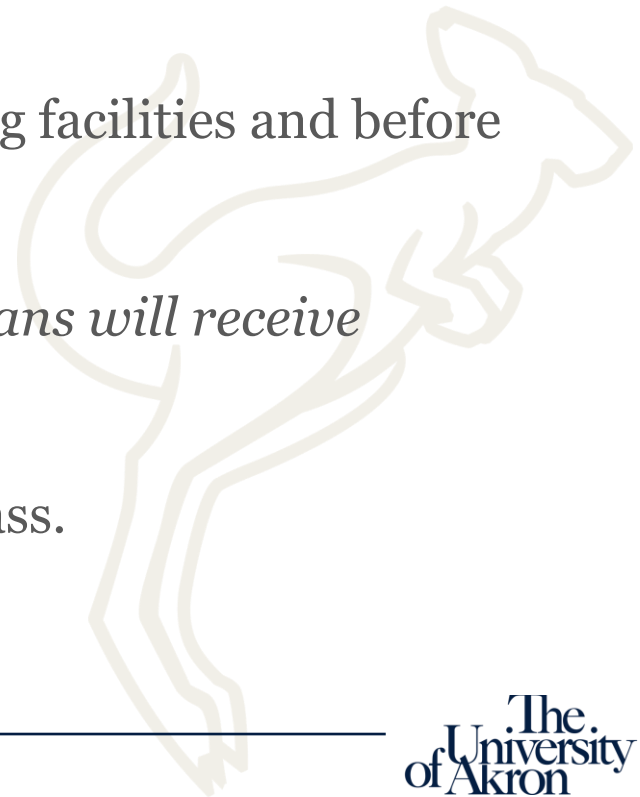 g facilities and before
ans will receive
ass.
The
University
of Akron